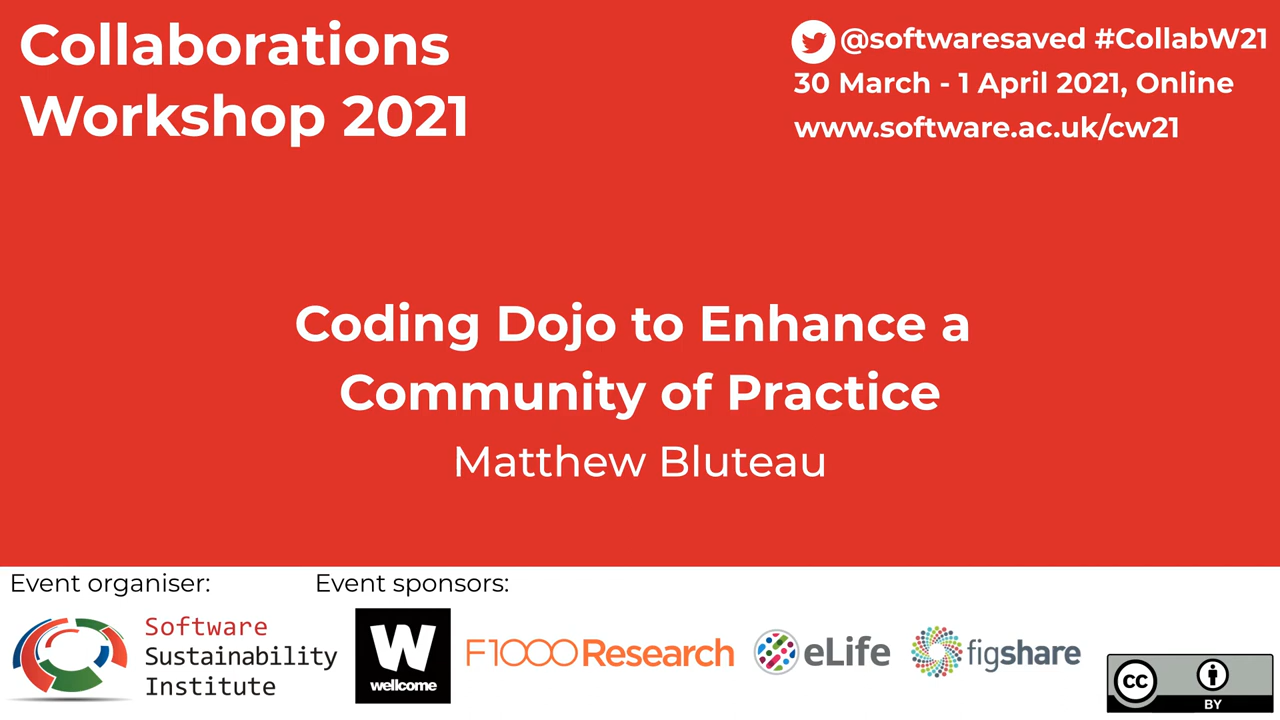 Collaborations
Workshop 2021
@softwaresaved #CollabW21
30 March - 1 April 2021, Online
www.software.ac.uk/cw21
Coding Dojo to Enhance a
Community of Practice
Matthew Bluteau
Event organiser:
Event sponsors:
Software
Sustainability
Institute
W
wellcome
F1000Research
eLife
figshare
cc
BY